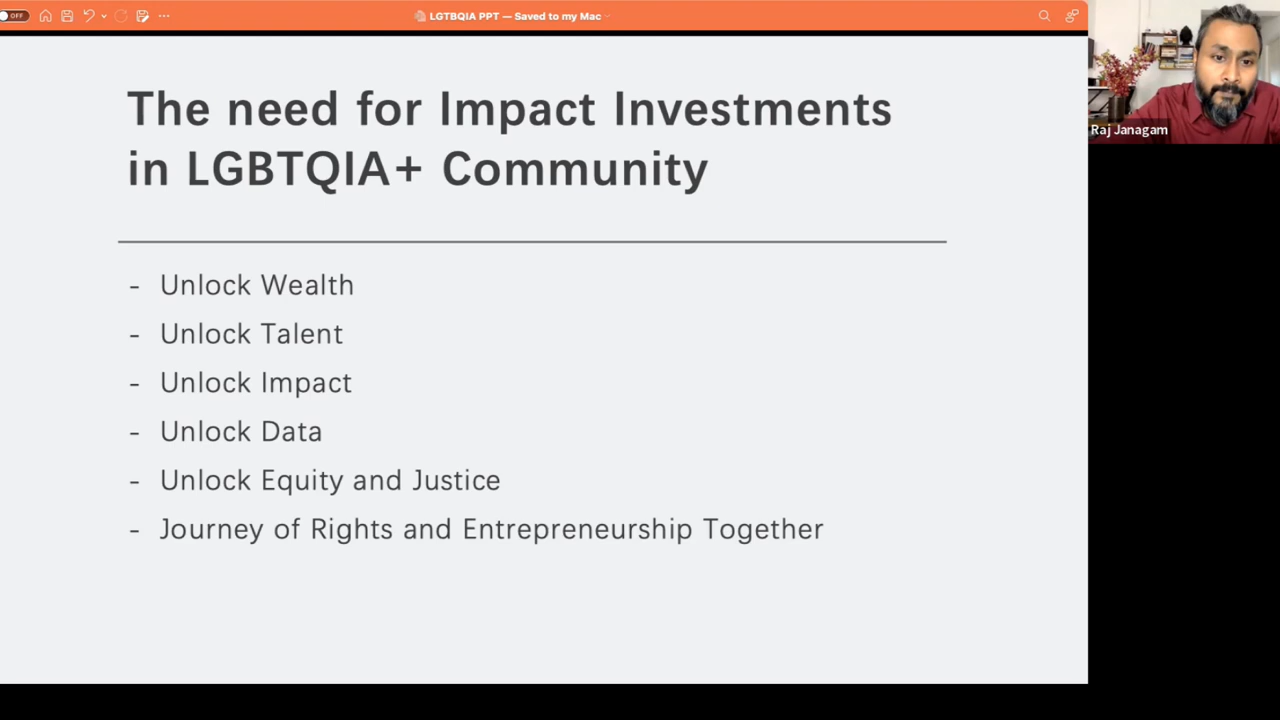 OFF
LGTBQIA PPT — Saved to my Mac
The need for Impact Investments
in LGBTQIA+ Community
- Unlock Wealth
- Unlock Talent
- Unlock Impact
- Unlock Data
- Unlock Equity and Justice
- Journey of Rights and Entrepreneurship Together
Raj Janagam